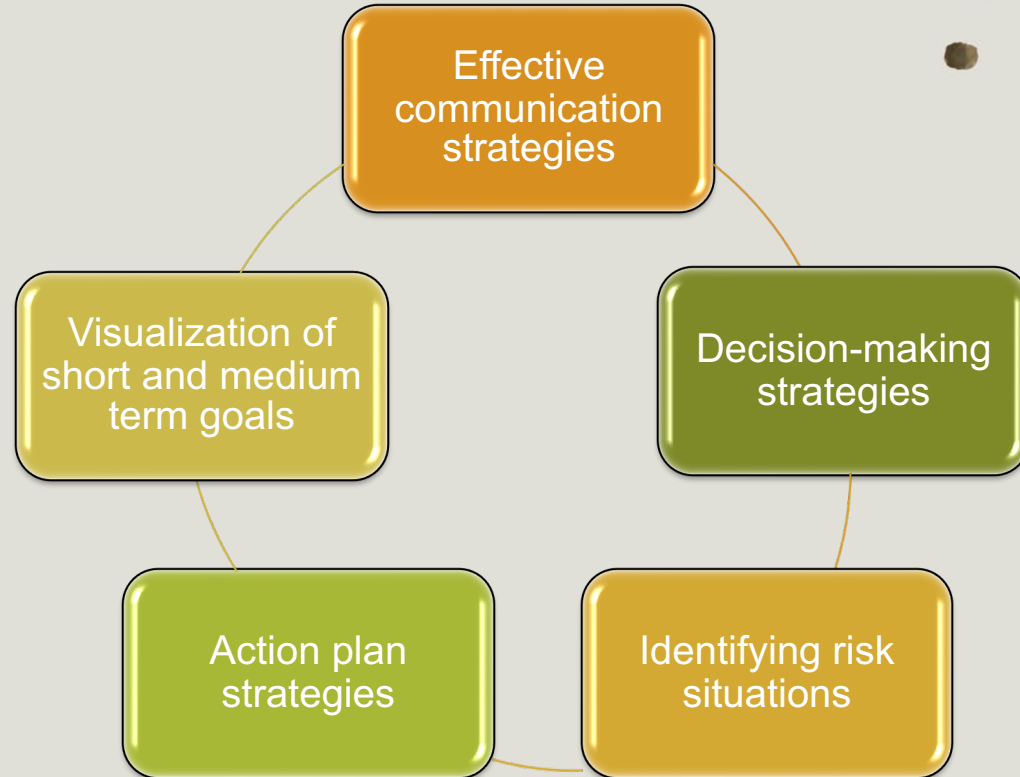 Effective
communication
strategies
Decision-making
strategies
Identifying risk
situations
Action plan
strategies
Visualization of
short and medium
term goals